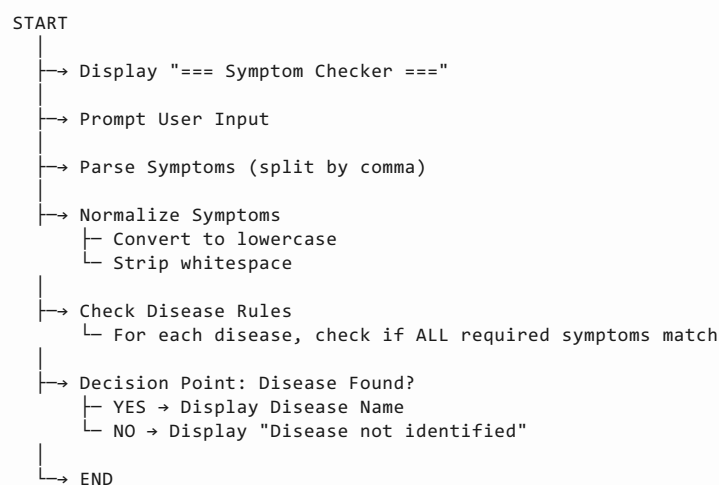 START
│
├─→ Display "=== Symptom Checker ==="
│
├─→ Prompt User Input
│
├─→ Parse Symptoms (split by comma)
│
├─→ Normalize Symptoms
    ├─ Convert to lowercase
    └─ Strip whitespace
│
├─→ Check Disease Rules
    └─ For each disease, check if ALL required symptoms match
│
├─→ Decision Point: Disease Found?
    ├─ YES → Display Disease Name
    └─ NO → Display "Disease not identified"
│
└─→ END